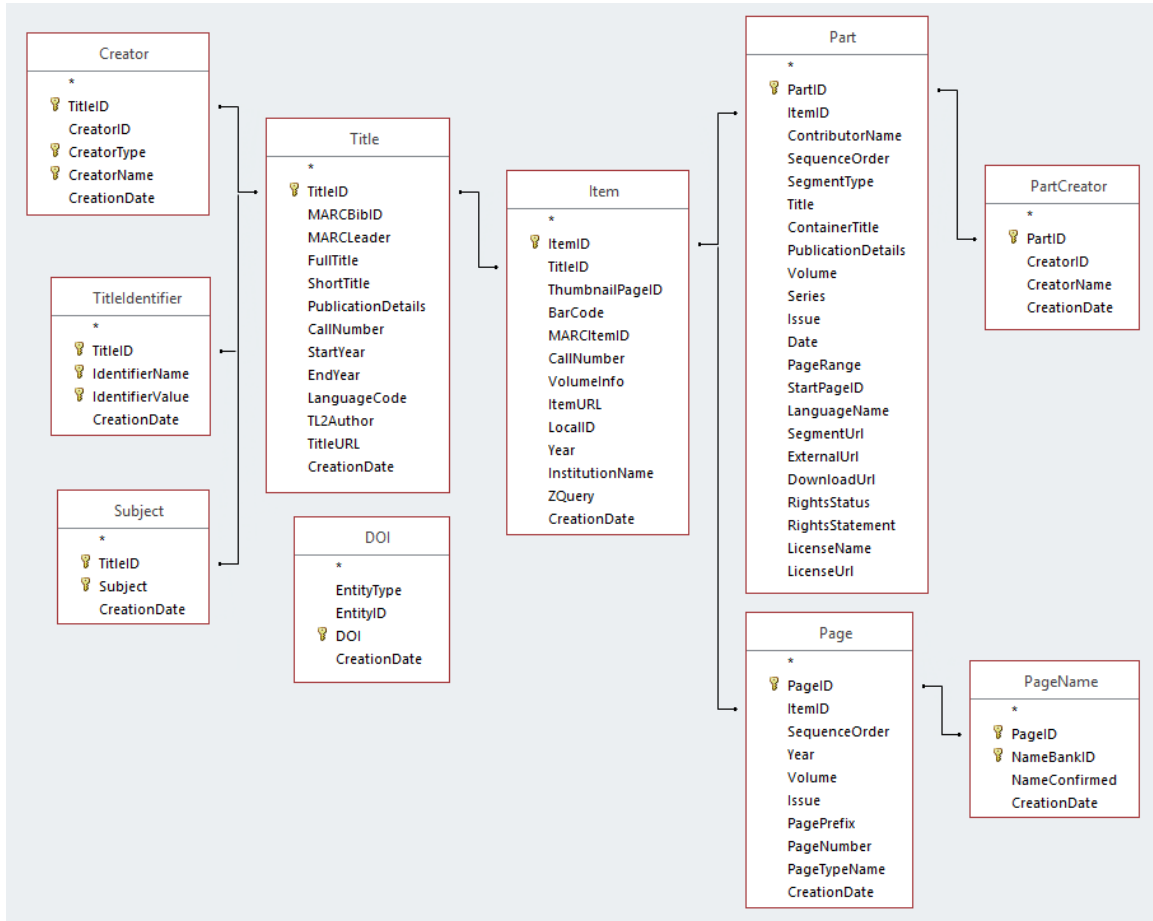 Creator
*
TitleID
CreatorID
CreatorType
CreatorName
CreationDate
TitleIdentifier
*
TitleID
IdentifierName
IdentifierValue
CreationDate
Subject
*
TitleID
Subject
CreationDate
Title
*
TitleID
MARCBibID
MARCLeader
FullTitle
ShortTitle
PublicationDetails
CallNumber
StartYear
EndYear
LanguageCode
TL2Author
TitleURL
CreationDate
DOI
*
EntityType
EntityID
DOI
CreationDate
Item
*
ItemID
TitleID
ThumbnailPageID
BarCode
MARCItemID
CallNumber
VolumeInfo
ItemURL
LocalID
Year
InstitutionName
ZQuery
CreationDate
Part
*
PartID
ItemID
ContributorName
SequenceOrder
SegmentType
Title
ContainerTitle
PublicationDetails
Volume
Series
Issue
Date
PageRange
StartPageID
LanguageName
SegmentUrl
ExternalUrl
DownloadUrl
RightsStatus
RightsStatement
LicenseName
LicenseUrl
Page
*
PageID
ItemID
SequenceOrder
Year
Volume
Issue
PagePrefix
PageNumber
PageTypeName
CreationDate
PartCreator
*
PartID
CreatorID
CreatorName
CreationDate
PageName
*
PageID
NameBankID
NameConfirmed
CreationDate